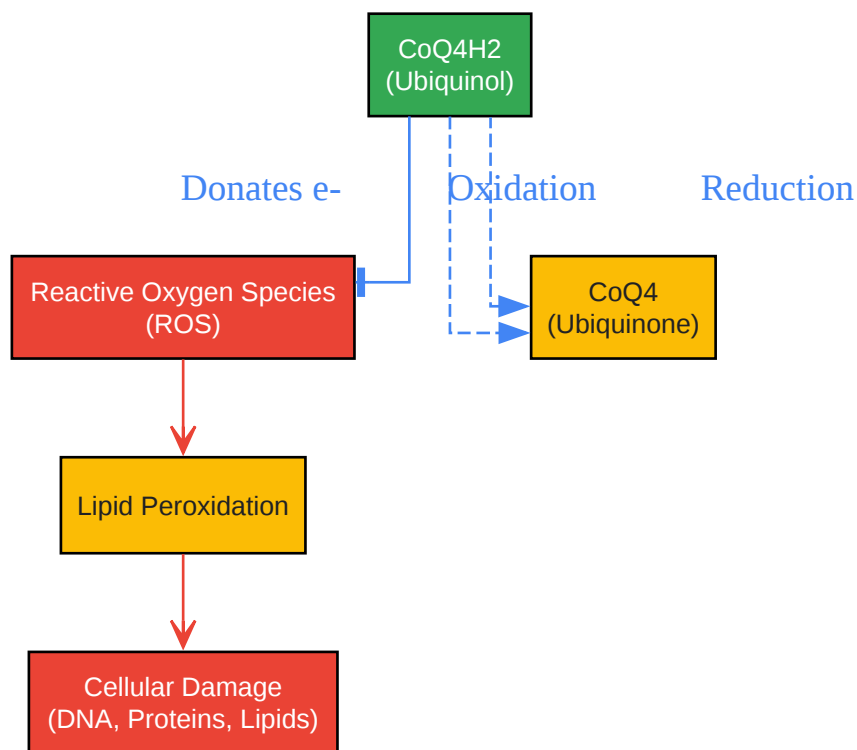 CoQ4H2
(Ubiquinol)
Donates e-
Oxidation
Reduction
Reactive Oxygen Species
(ROS)
CoQ4
(Ubiquinone)
Lipid Peroxidation
Cellular Damage
(DNA, Proteins, Lipids)